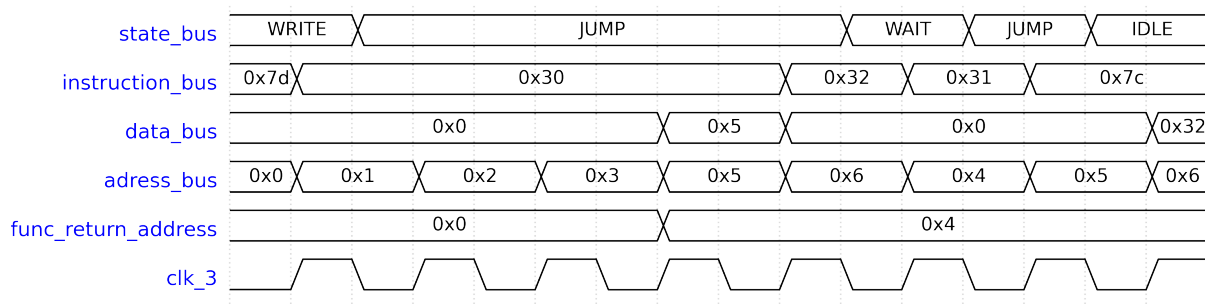 state_bus WRITE JUMP WAIT JUMP IDLE
instruction_bus 0x7d 0x30 0x32 0x31 0x7c
data_bus 0x0 0x5 0x0 0x32
adress_bus 0x0 0x1 0x2 0x3 0x5 0x6 0x4 0x5 0x6
func_return_address 0x0 0x4
clk_3